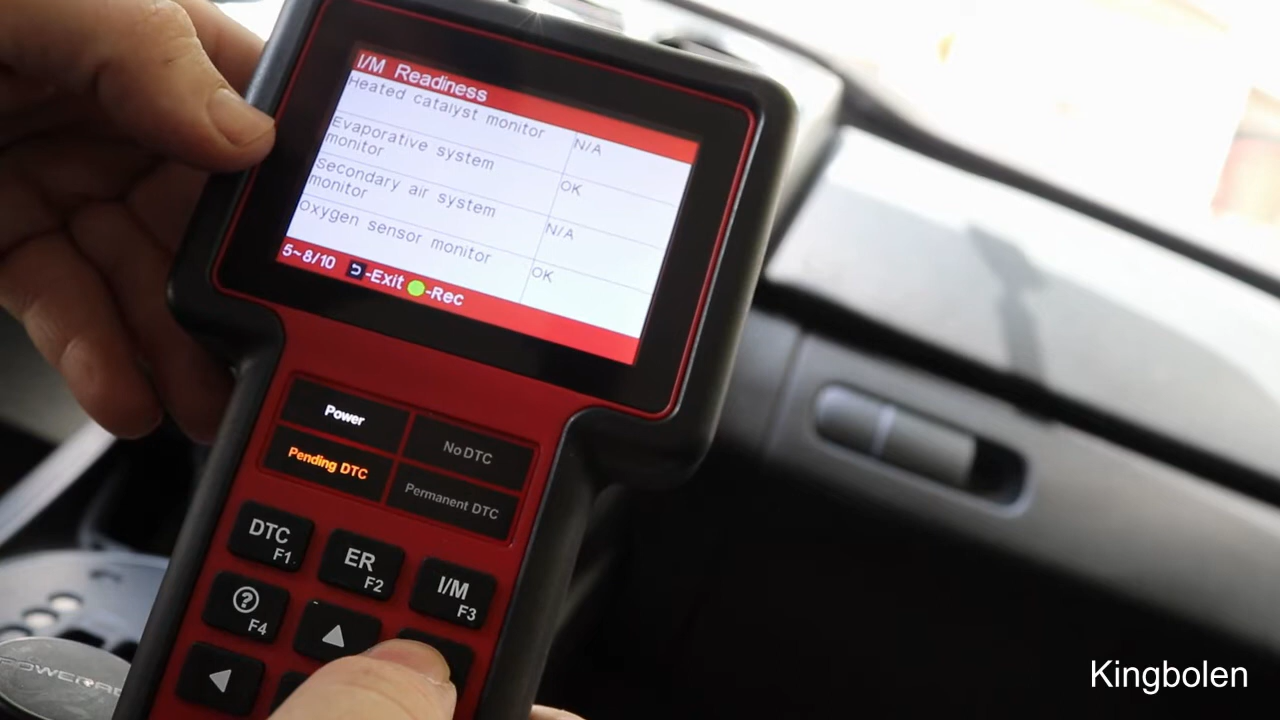 I/M Readiness
Heated catalyst monitor N/A
Evaporative system
monitor OK
Secondary air system
monitor N/A
Oxygen sensor monitor OK
5~8/10 -Exit -Rec
Power
No DTC
Pending DTC
Permanent DTC
DTC
F1
ER
F2
I/M
F3
?
F4
Kingbolen